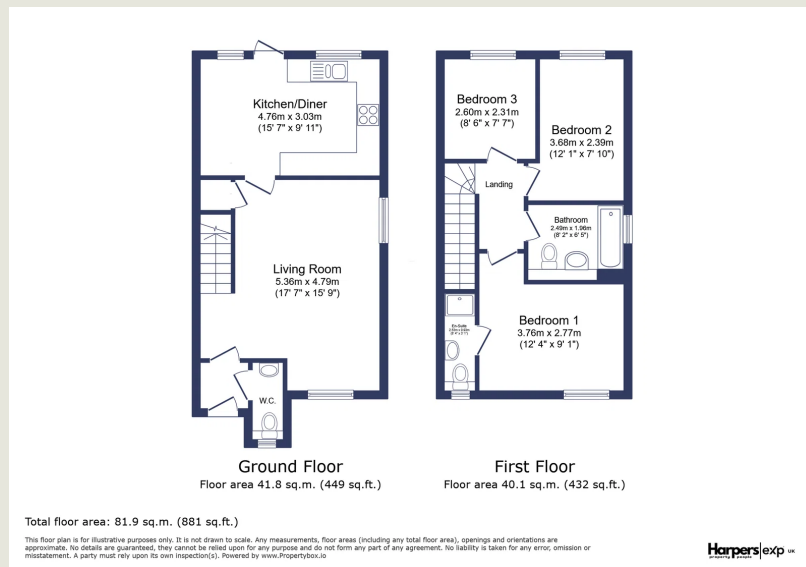 Kitchen/Diner
4.76m x 3.03m
(15' 7" x 9' 11")
Living Room
5.36m x 4.79m
(17' 7" x 15' 9")
W.C.
Bedroom 3
2.60m x 2.31m
(8' 6" x 7' 7")
Bedroom 2
3.68m x 2.39m
(12' 1" x 7' 10")
Landing
Bathroom
2.49m x 1.96m
(8' 2" x 6' 5")
En-Suite
Bedroom 1
3.76m x 2.77m
(12' 4" x 9' 1")
Ground Floor
Floor area 41.8 sq.m. (449 sq.ft.)
First Floor
Floor area 40.1 sq.m. (432 sq.ft.)
Total floor area: 81.9 sq.m. (881 sq.ft.)
This floor plan is for illustrative purposes only. It is not drawn to scale. Any measurements, floor areas (including any total floor area), openings and orientations are
approximate. No details are guaranteed, they cannot be relied upon for any purpose and do not form any part of any agreement. No liability is taken for any error, omission or
misstatement. A party must rely upon its own inspection(s). Powered by www.Propertybox.io
Harpers exp UK
property people